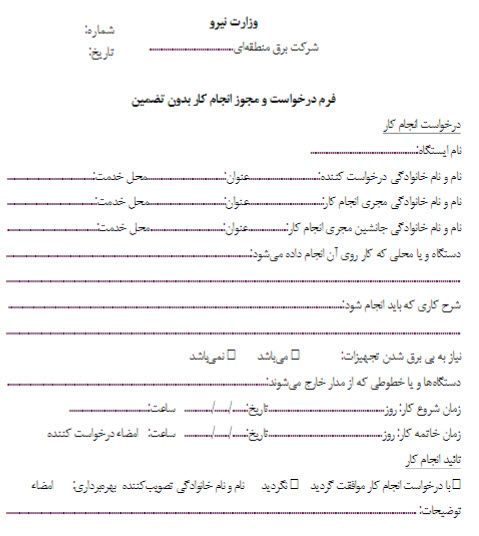 وزارت نیرو
شماره:
شرکت برق منطقه‌ای................................
تاریخ:
فرم درخواست و مجوز انجام کار بدون تضمین
درخواست انجام کار
نام ایستگاه:................................
نام و نام خانوادگی درخواست کننده:................عنوان:................محل خدمت:................
نام و نام خانوادگی مجری انجام کار:................عنوان:................محل خدمت:................
نام و نام خانوادگی جانشین مجری انجام کار:................عنوان:................محل خدمت:................
دستگاه و یا محلی که کار روی آن انجام داده می‌شود:................................
................................................................
شرح کاری که باید انجام شود:................................
................................................................
نیاز به بی برق شدن تجهیزات: □ می‌باشد □ نمی‌باشد
دستگاه‌ها و یا خطوطی که از مدار خارج می‌شوند:................................
زمان شروع کار: روز................تاریخ:...../...../..... ساعت:................
زمان خاتمه کار: روز................تاریخ:...../...../..... ساعت: امضاء درخواست کننده
تائید انجام کار
□با درخواست انجام کار موافقت گردید □نگردید نام و نام خانوادگی تصویب‌کننده بهره‌برداری: امضاء
توضیحات:................................